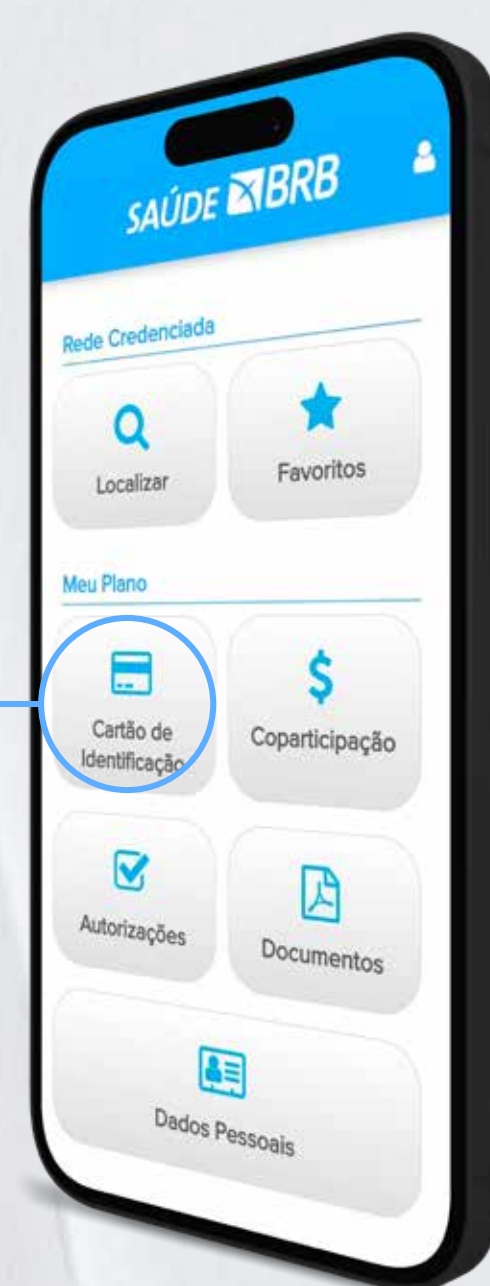 SAÚDE BRB
Rede Credenciada
Localizar
Favoritos
Meu Plano
Cartão de
Identificação
Coparticipação
Autorizações
Documentos
Dados Pessoais